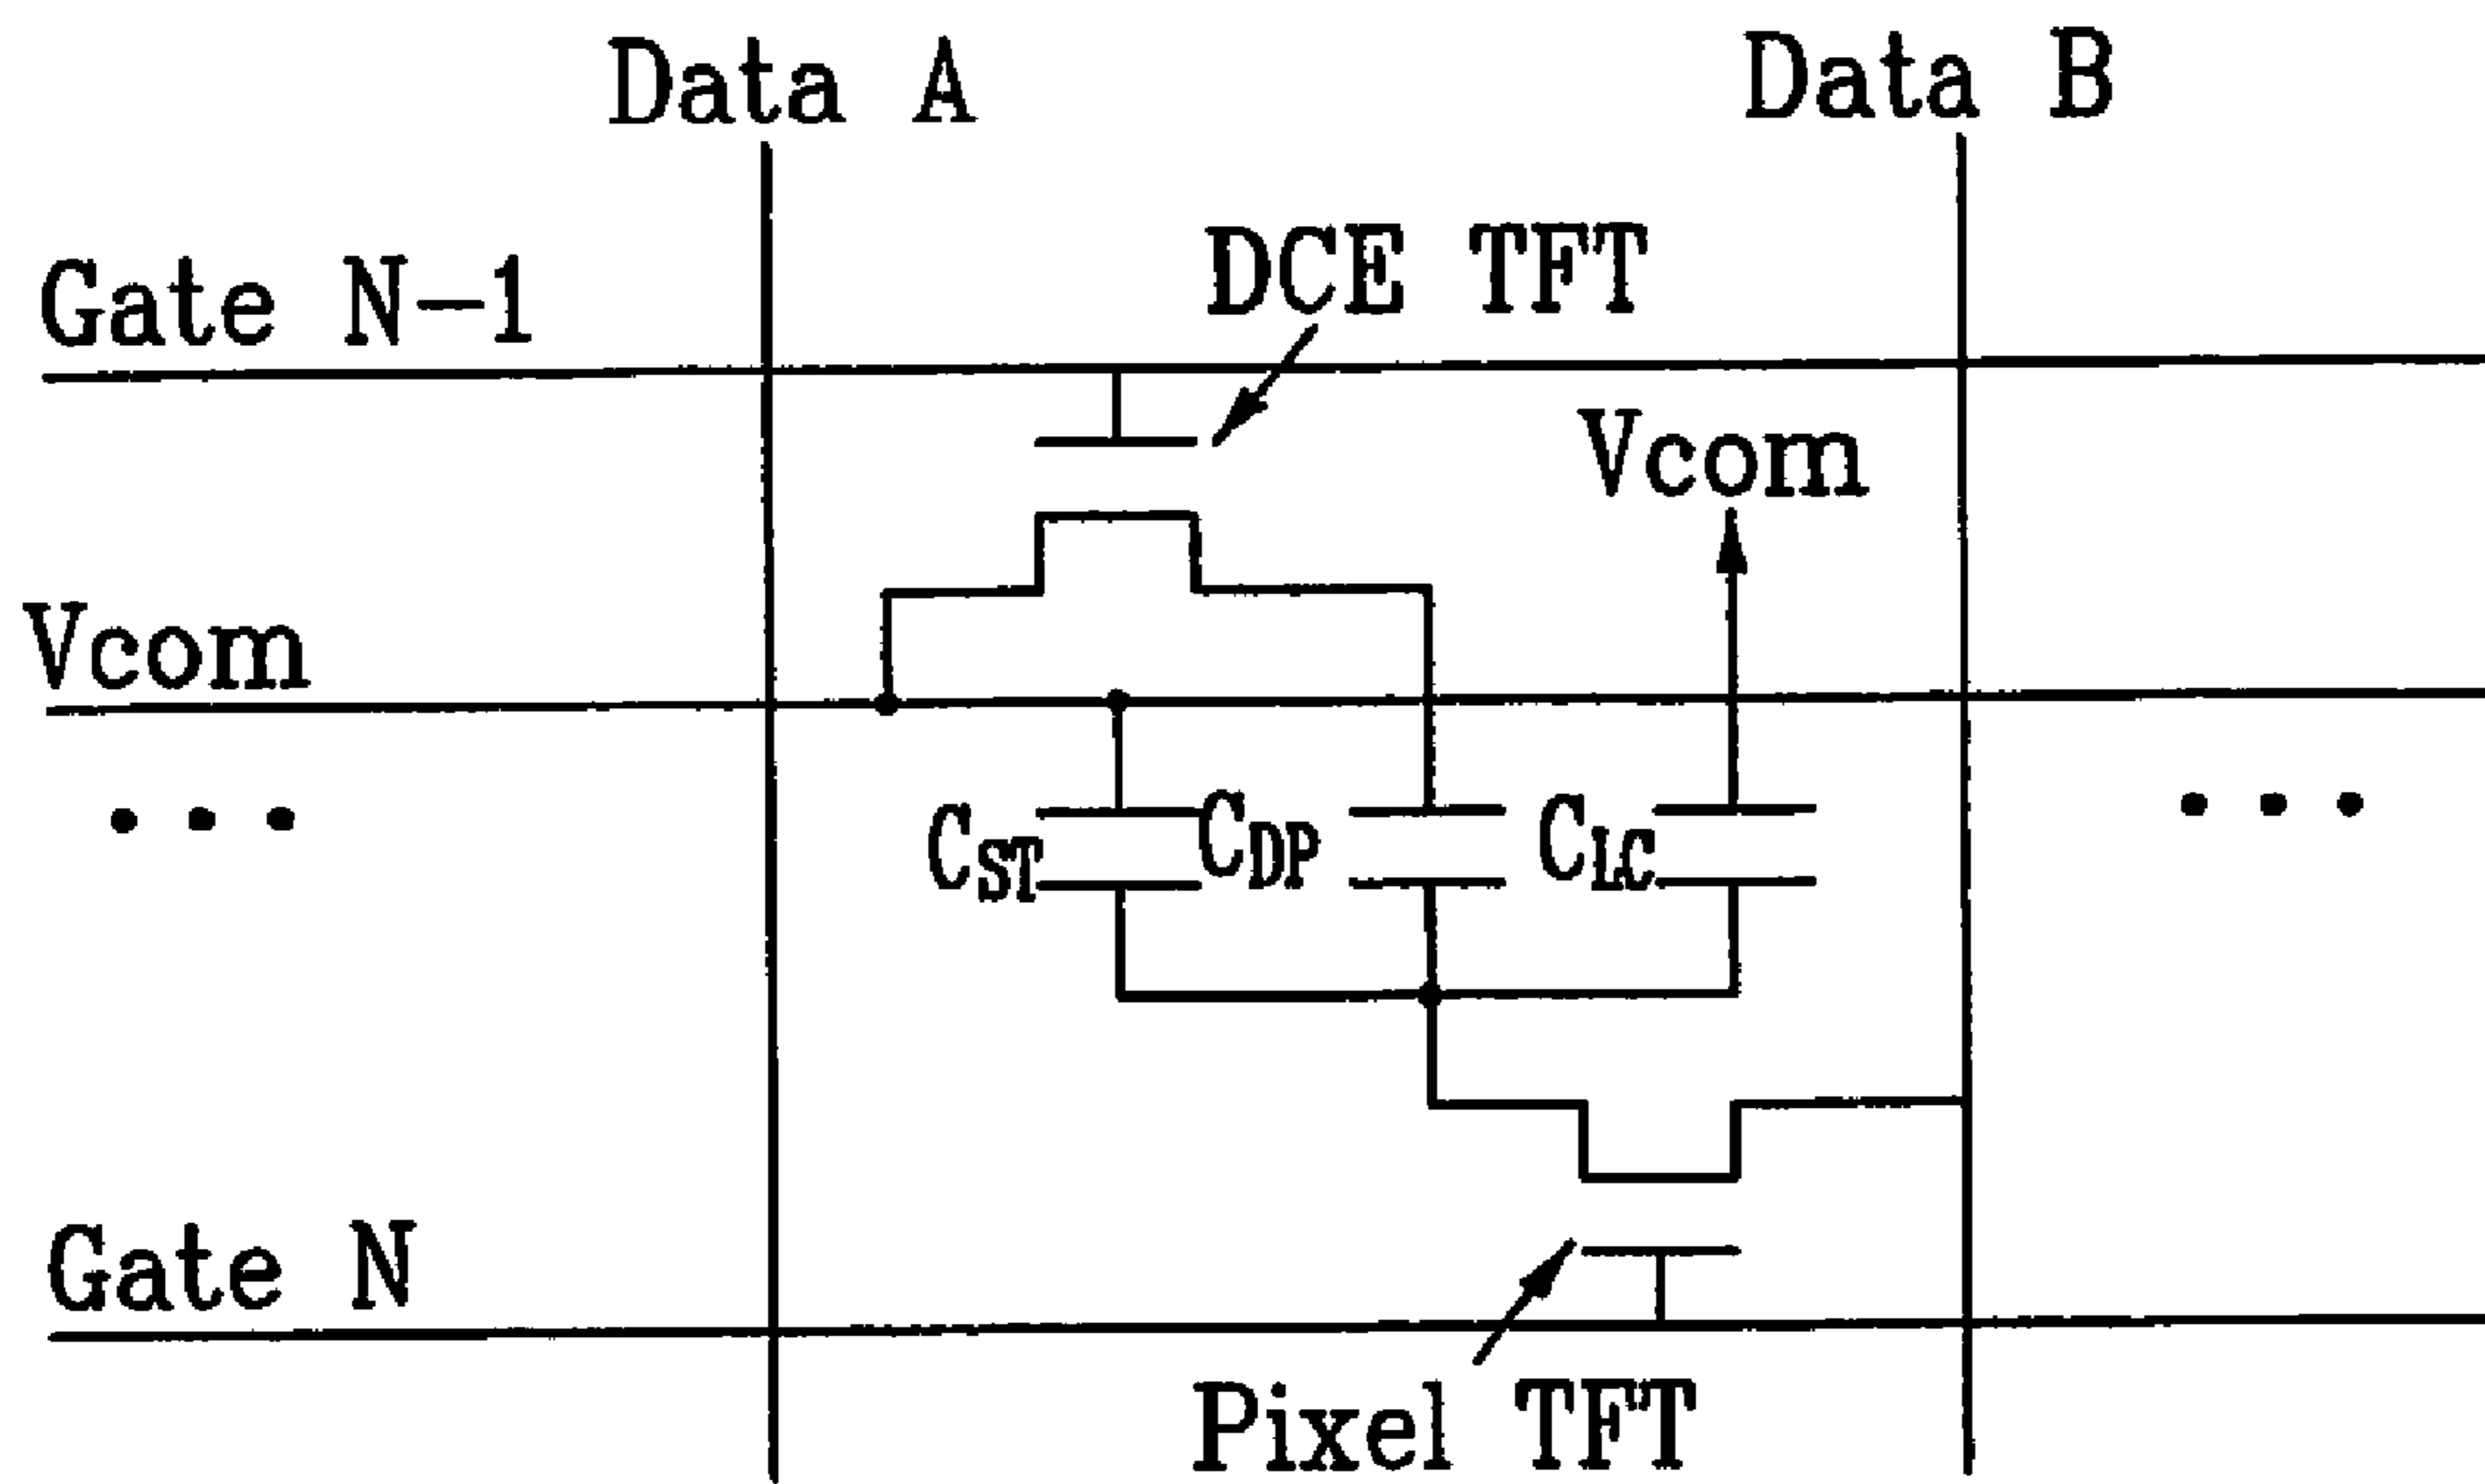 Data A
Data B
DCE TFT
Gate N-1
Vcom
Vcom
CST
CDP
CLC
Gate N
Pixel TFT